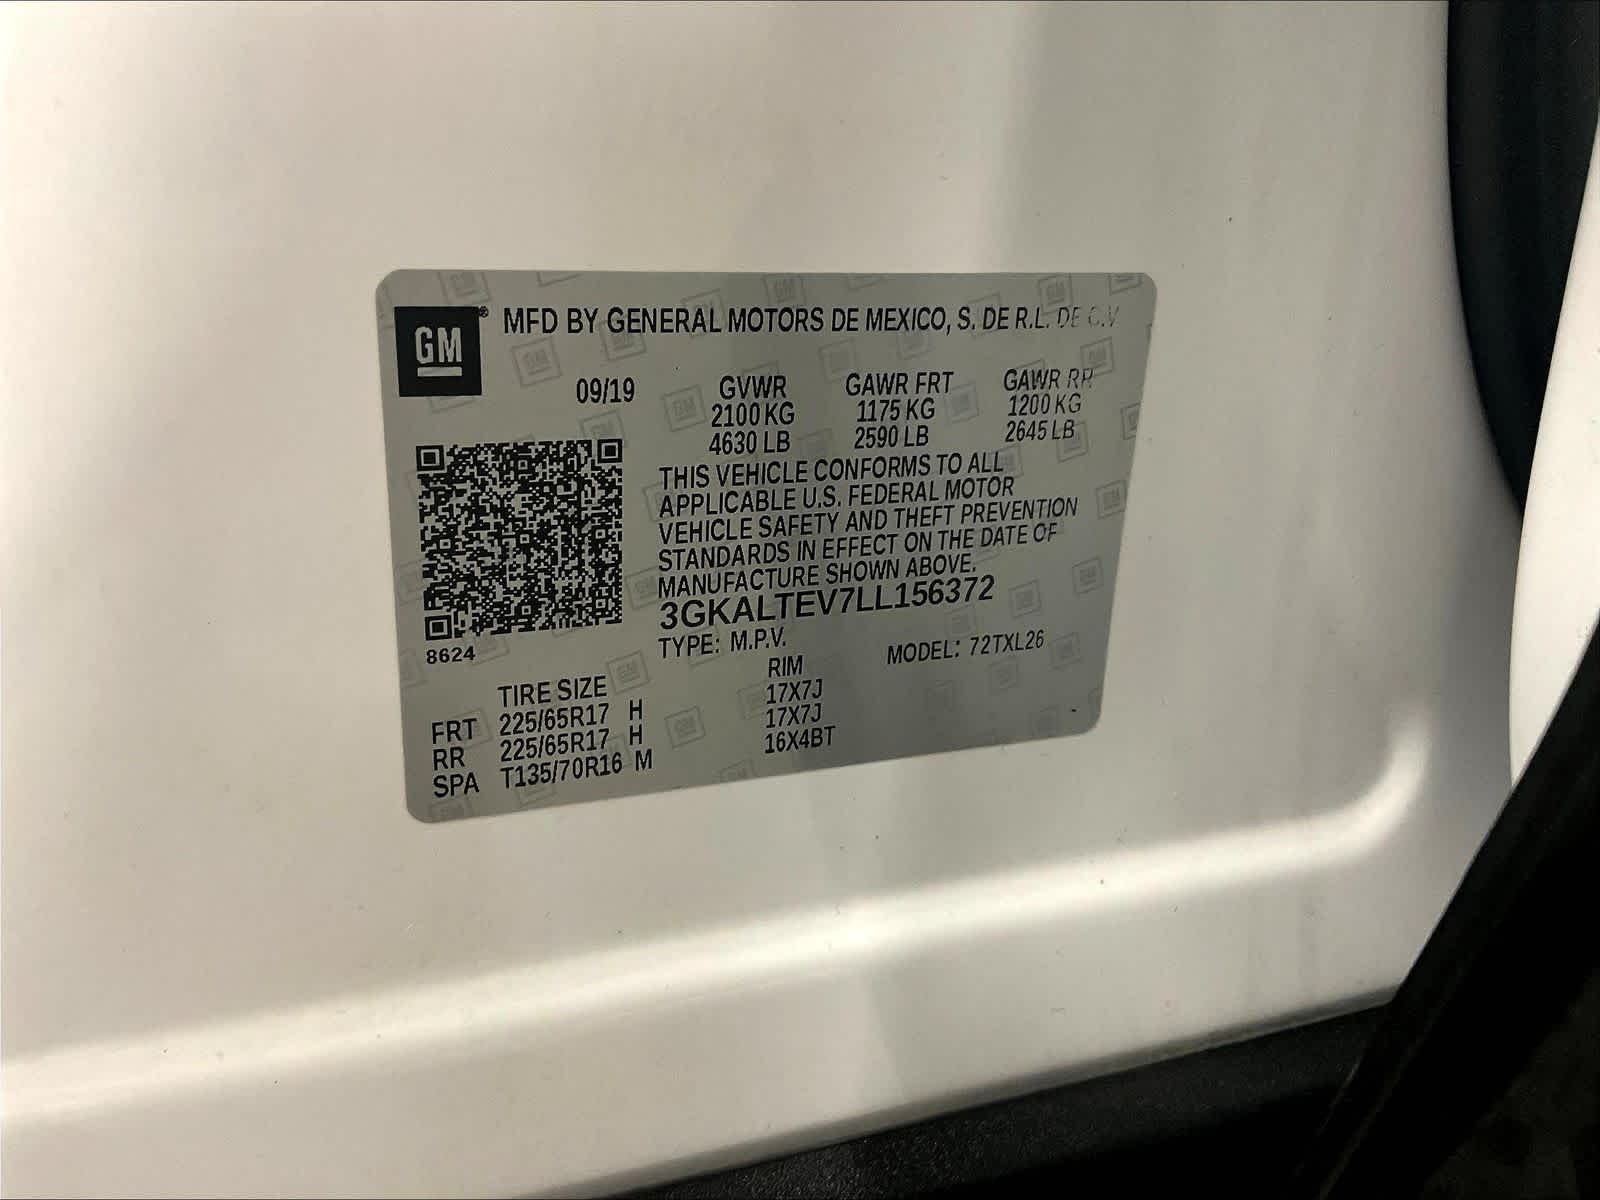 GM
MFD BY GENERAL MOTORS DE MEXICO, S. DE R.L. DE C.V
09/19 GVWR GAWR FRT GAWR RR
2100 KG 1175 KG 1200 KG
4630 LB 2590 LB 2645 LB
THIS VEHICLE CONFORMS TO ALL
APPLICABLE U.S. FEDERAL MOTOR
VEHICLE SAFETY AND THEFT PREVENTION
STANDARDS IN EFFECT ON THE DATE OF
MANUFACTURE SHOWN ABOVE.
3GKALTEV7LL156372
TYPE: M.P.V. MODEL: 72TXL26
8624
TIRE SIZE RIM
FRT 225/65R17 H 17X7J
RR 225/65R17 H 17X7J
SPA T135/70R16 M 16X4BT